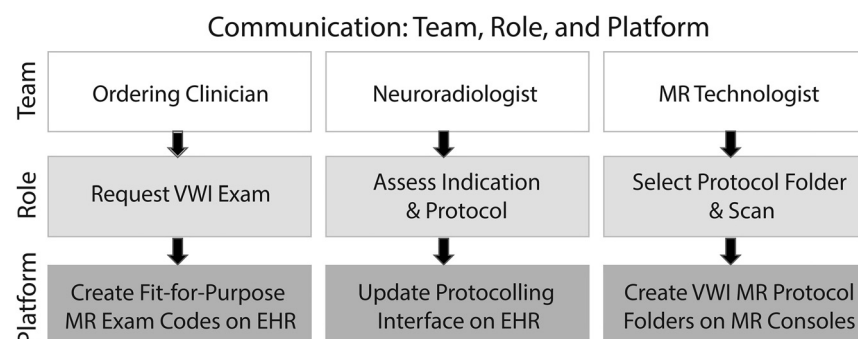 Communication: Team, Role, and Platform
Team
Ordering Clinician
Neuroradiologist
MR Technologist
Role
Request VWI Exam
Assess Indication
& Protocol
Select Protocol Folder
& Scan
Platform
Create Fit-for-Purpose
MR Exam Codes on EHR
Update Protocolling
Interface on EHR
Create VWI MR Protocol
Folders on MR Consoles